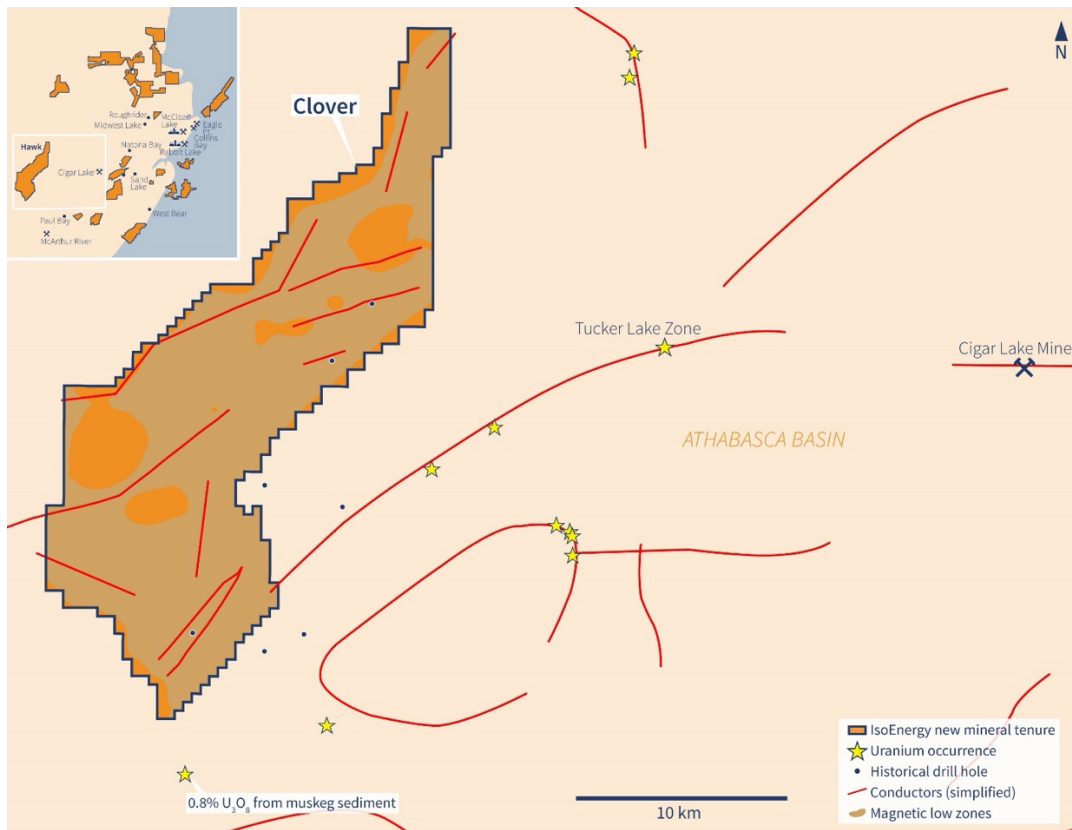 N
Clover
Roughrider
McClean
Lake
Midwest Lake
Eagle
Pt.
Collins
Bay
Rabbit Lake
Natona Bay
Hawk
Cigar Lake
Sand
Lake
West Bear
Paul Bay
McArthur River
Tucker Lake Zone
Cigar Lake Mine
ATHABASCA BASIN
0.8% U₃O₈ from muskeg sediment
10 km
IsoEnergy new mineral tenure
Uranium occurrence
Historical drill hole
Conductors (simplified)
Magnetic low zones